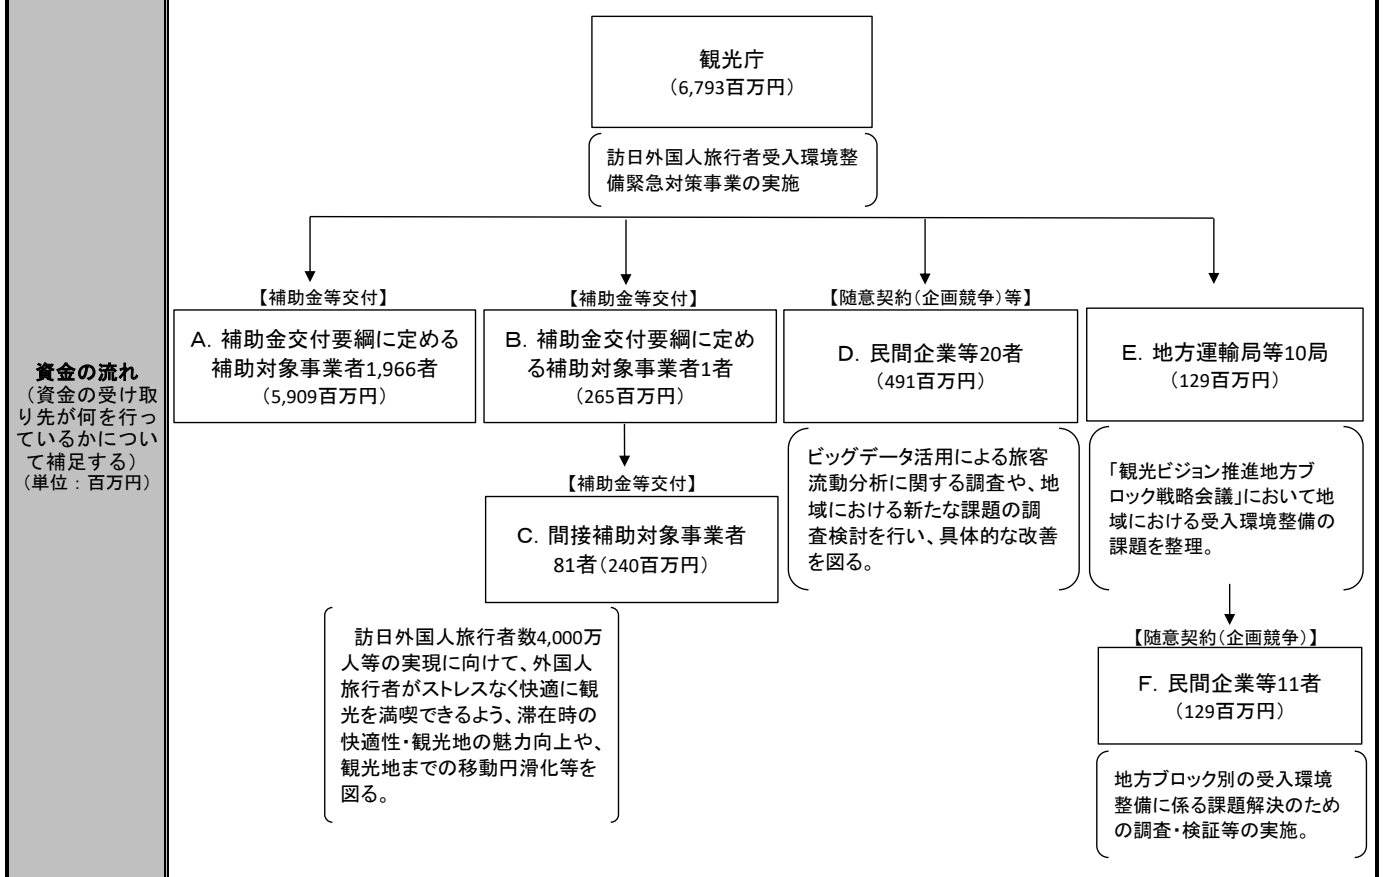 資金の流れ
（資金の受け取
り先が何を行っ
ているかについ
て補足する）
（単位：百万円）
観光庁
（6,793百万円）
訪日外国人旅行者受入環境整
備緊急対策事業の実施
【補助金等交付】
A．補助金交付要綱に定める
補助対象事業者1,966者
（5,909百万円）
【補助金等交付】
B．補助金交付要綱に定め
る補助対象事業者1者
（265百万円）
【補助金等交付】
C．間接補助対象事業者
81者（240百万円）
訪日外国人旅行者数4,000万
人等の実現に向けて、外国人
旅行者がストレスなく快適に観
光を満喫できるよう、滞在時の
快適性・観光地の魅力向上や、
観光地までの移動円滑化等を
図る。
【随意契約（企画競争）等】
D．民間企業等20者
（491百万円）
ビッグデータ活用による旅客
流動分析に関する調査や、地
域における新たな課題の調
査検討を行い、具体的な改善
を図る。
E．地方運輸局等10局
（129百万円）
「観光ビジョン推進地方ブ
ロック戦略会議」において地
域における受入環境整備の
課題を整理。
【随意契約（企画競争）】
F．民間企業等11者
（129百万円）
地方ブロック別の受入環境
整備に係る課題解決のため
の調査・検証等の実施。